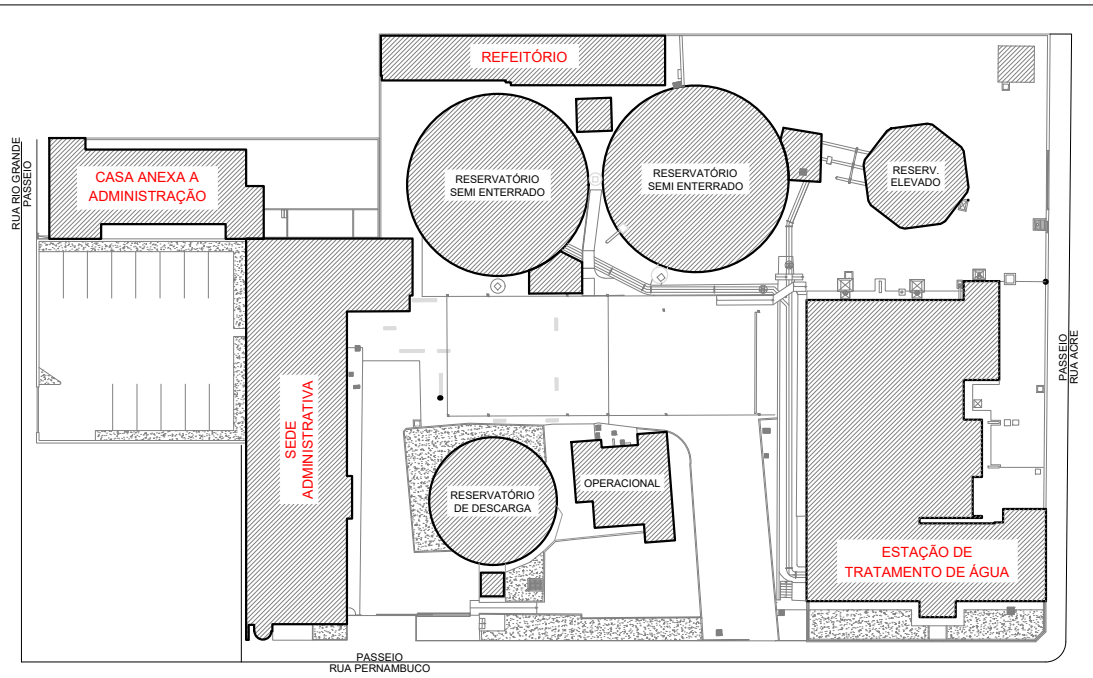 REFEITÓRIO
RUA RIO GRANDE
PASSEIO
CASA ANEXA A
ADMINISTRAÇÃO
RESERVATÓRIO
SEMI ENTERRADO
RESERVATÓRIO
SEMI ENTERRADO
RESERV.
ELEVADO
PASSEIO
RUA ACRE
SEDE
ADMINISTRATIVA
RESERVATÓRIO
DE DESCARGA
OPERACIONAL
ESTAÇÃO DE
TRATAMENTO DE ÁGUA
PASSEIO
RUA PERNAMBUCO